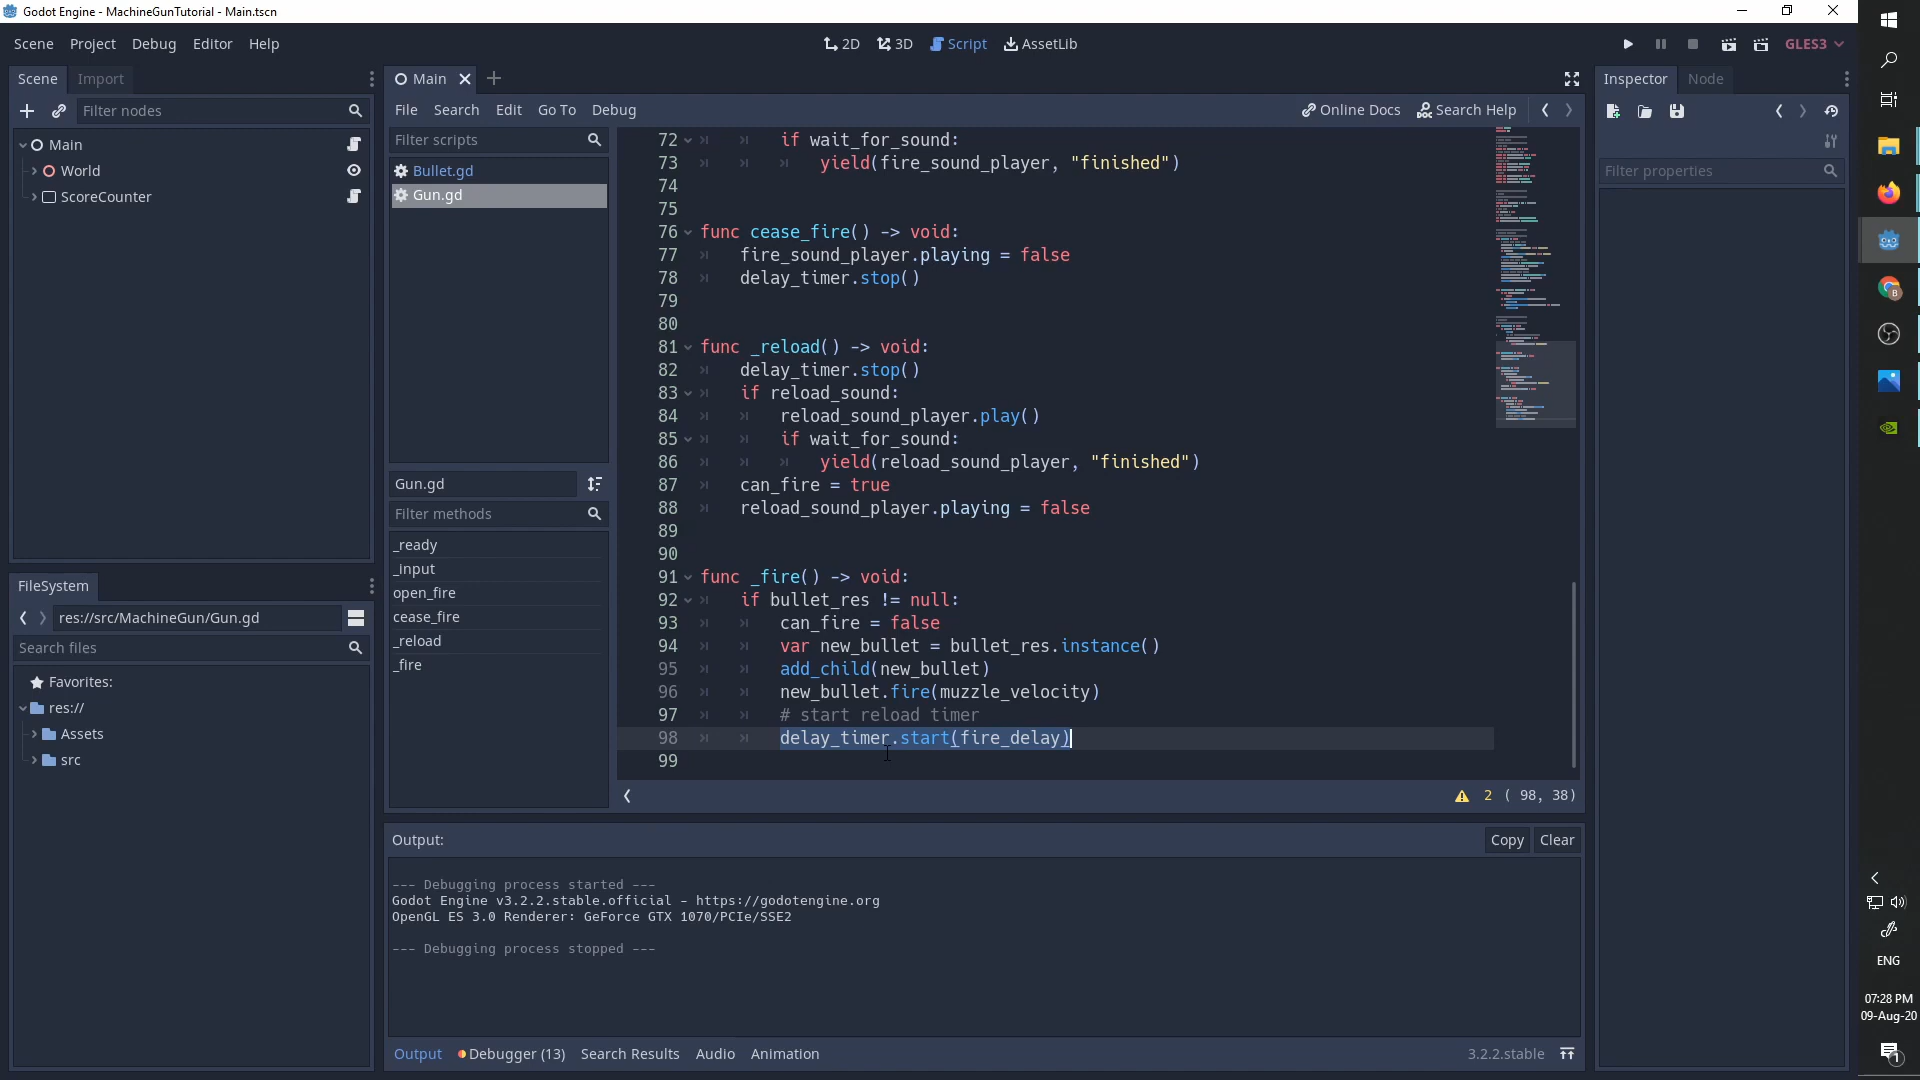 Godot Engine - MachineGunTutorial - Main.tscn
Scene Project Debug Editor Help
2D 3D Script AssetLib
GLES3
Scene Import
Filter nodes
Main
World
ScoreCounter
FileSystem
res://src/MachineGun/Gun.gd
Search files
Favorites:
res://
Assets
src
Main
File Search Edit Go To Debug
Online Docs Search Help
Filter scripts
Bullet.gd
Gun.gd
Gun.gd
Filter methods
_ready
_input
open_fire
cease_fire
_reload
_fire
72 if wait_for_sound:
73 yield(fire_sound_player, "finished")
74
75
76 func cease_fire() -> void:
77 fire_sound_player.playing = false
78 delay_timer.stop()
79
80
81 func _reload() -> void:
82 delay_timer.stop()
83 if reload_sound:
84 reload_sound_player.play()
85 if wait_for_sound:
86 yield(reload_sound_player, "finished")
87 can_fire = true
88 reload_sound_player.playing = false
89
90
91 func _fire() -> void:
92 if bullet_res != null:
93 can_fire = false
94 var new_bullet = bullet_res.instance()
95 add_child(new_bullet)
96 new_bullet.fire(muzzle_velocity)
97 # start reload timer
98 delay_timer.start(fire_delay)
99
2 ( 98, 38)
Output:
Copy Clear
--- Debugging process started ---
Godot Engine v3.2.2.stable.official - https://godotengine.org
OpenGL ES 3.0 Renderer: GeForce GTX 1070/PCIe/SSE2
--- Debugging process stopped ---
Output Debugger (13) Search Results Audio Animation
3.2.2.stable
Inspector Node
Filter properties
B
ENG
07:28 PM
09-Aug-20
1